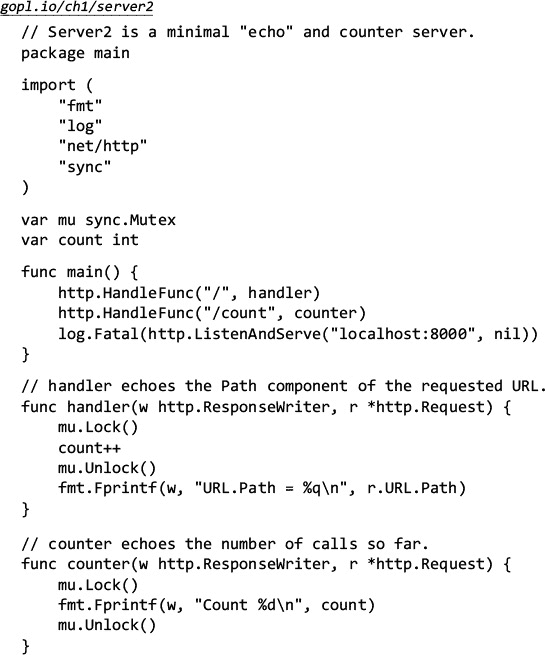 gopl.io/ch1/server2
// Server2 is a minimal "echo" and counter server.
package main
import (
    "fmt"
    "log"
    "net/http"
    "sync"
)
var mu sync.Mutex
var count int
func main() {
    http.HandleFunc("/", handler)
    http.HandleFunc("/count", counter)
    log.Fatal(http.ListenAndServe("localhost:8000", nil))
}
// handler echoes the Path component of the requested URL.
func handler(w http.ResponseWriter, r *http.Request) {
    mu.Lock()
    count++
    mu.Unlock()
    fmt.Fprintf(w, "URL.Path = %q\n", r.URL.Path)
}
// counter echoes the number of calls so far.
func counter(w http.ResponseWriter, r *http.Request) {
    mu.Lock()
    fmt.Fprintf(w, "Count %d\n", count)
    mu.Unlock()
}